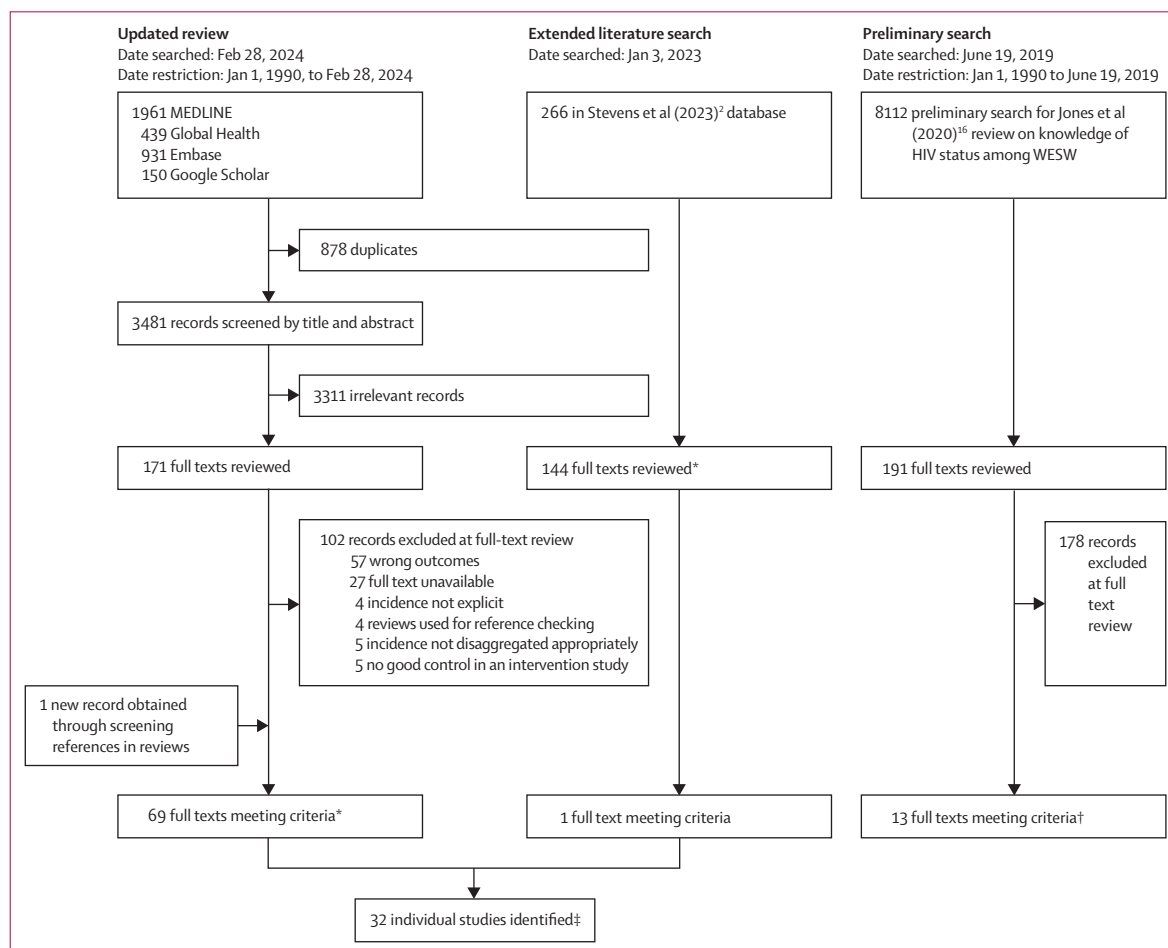 Updated review
Date searched: Feb 28, 2024
Date restriction: Jan 1, 1990, to Feb 28, 2024
Extended literature search
Date searched: Jan 3, 2023
Preliminary search
Date searched: June 19, 2019
Date restriction: Jan 1, 1990 to June 19, 2019
1961 MEDLINE
439 Global Health
931 Embase
150 Google Scholar
266 in Stevens et al (2023)² database
8112 preliminary search for Jones et al
(2020)¹⁶ review on knowledge of
HIV status among WESW
878 duplicates
3481 records screened by title and abstract
3311 irrelevant records
171 full texts reviewed
144 full texts reviewed*
191 full texts reviewed
102 records excluded at full-text review
57 wrong outcomes
27 full text unavailable
4 incidence not explicit
4 reviews used for reference checking
5 incidence not disaggregated appropriately
5 no good control in an intervention study
178 records
excluded
at full
text
review
1 new record obtained
through screening
references in reviews
69 full texts meeting criteria*
1 full text meeting criteria
13 full texts meeting criteria†
32 individual studies identified‡